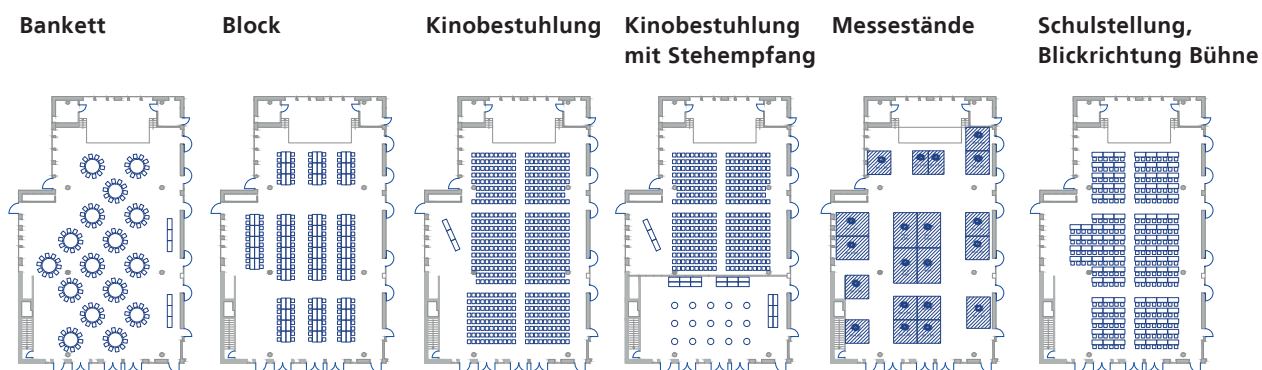 Bankett
Block
Kinobestuhlung
Kinobestuhlung
mit Stehempfang
Messestände
Schulstellung,
Blickrichtung Bühne